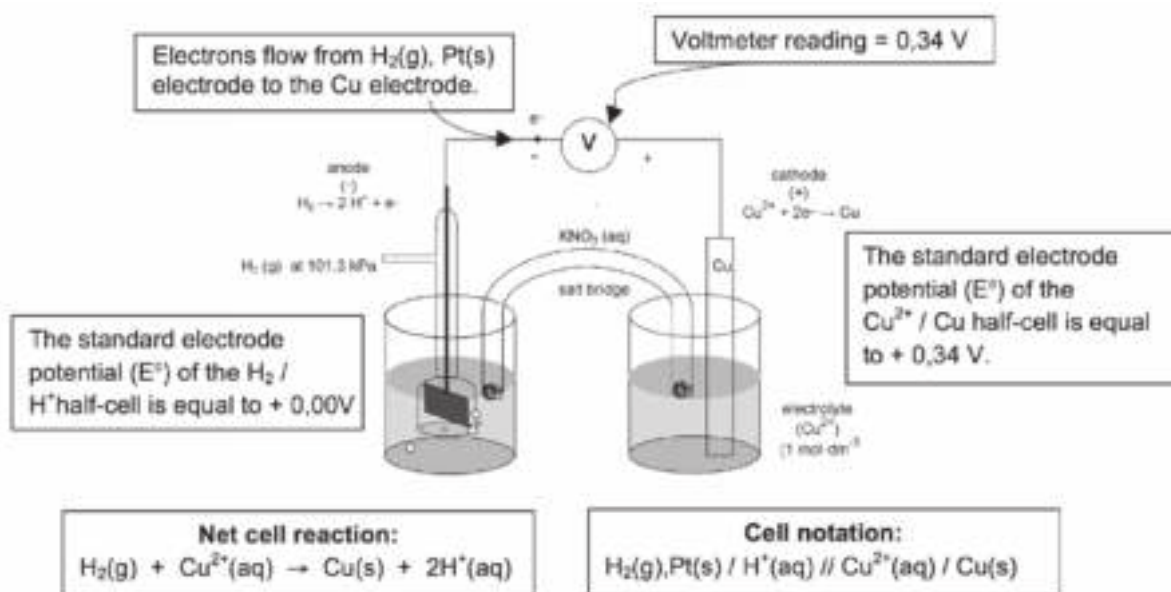 Electrons flow from H₂(g), Pt(s)
electrode to the Cu electrode.
Voltmeter reading = 0,34 V
e⁻
V
−
+
anode
(-)
H₂ → 2 H⁺ + e-
cathode
(+)
Cu²⁺ + 2e- → Cu
KNO₃ (aq)
H₂ (g) at 101.3 kPa
salt bridge
Cu
The standard electrode
potential (E°) of the H₂ /
H⁺half-cell is equal to + 0,00V
The standard electrode
potential (E°) of the
Cu²⁺ / Cu half-cell is equal
to + 0,34 V.
electrolyte
(Cu²⁺)
(1 mol dm⁻³
Net cell reaction:
H₂(g) + Cu²⁺(aq) → Cu(s) + 2H⁺(aq)
Cell notation:
H₂(g),Pt(s) / H⁺(aq) // Cu²⁺(aq) / Cu(s)